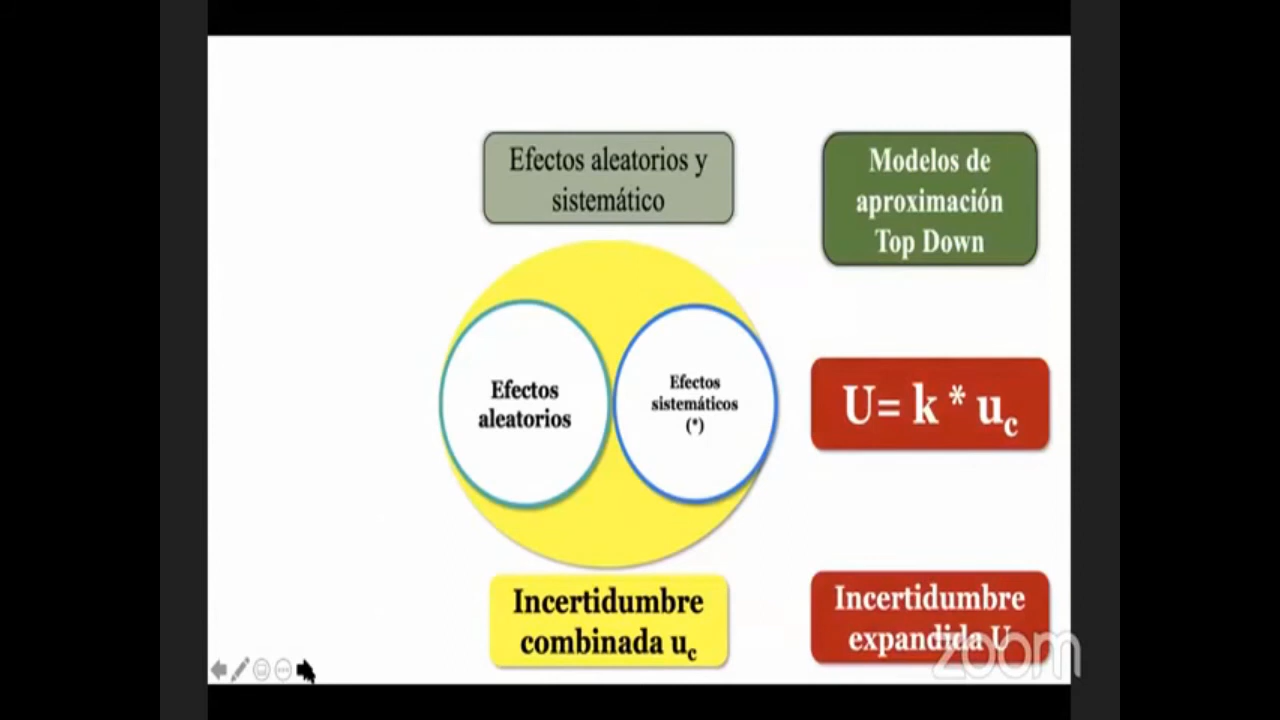 Efectos aleatorios y
sistemático
Modelos de
aproximación
Top Down
Efectos
aleatorios
Efectos
sistemáticos
(*)
U= k * uc
Incertidumbre
combinada uc
Incertidumbre
expandida U
zoom